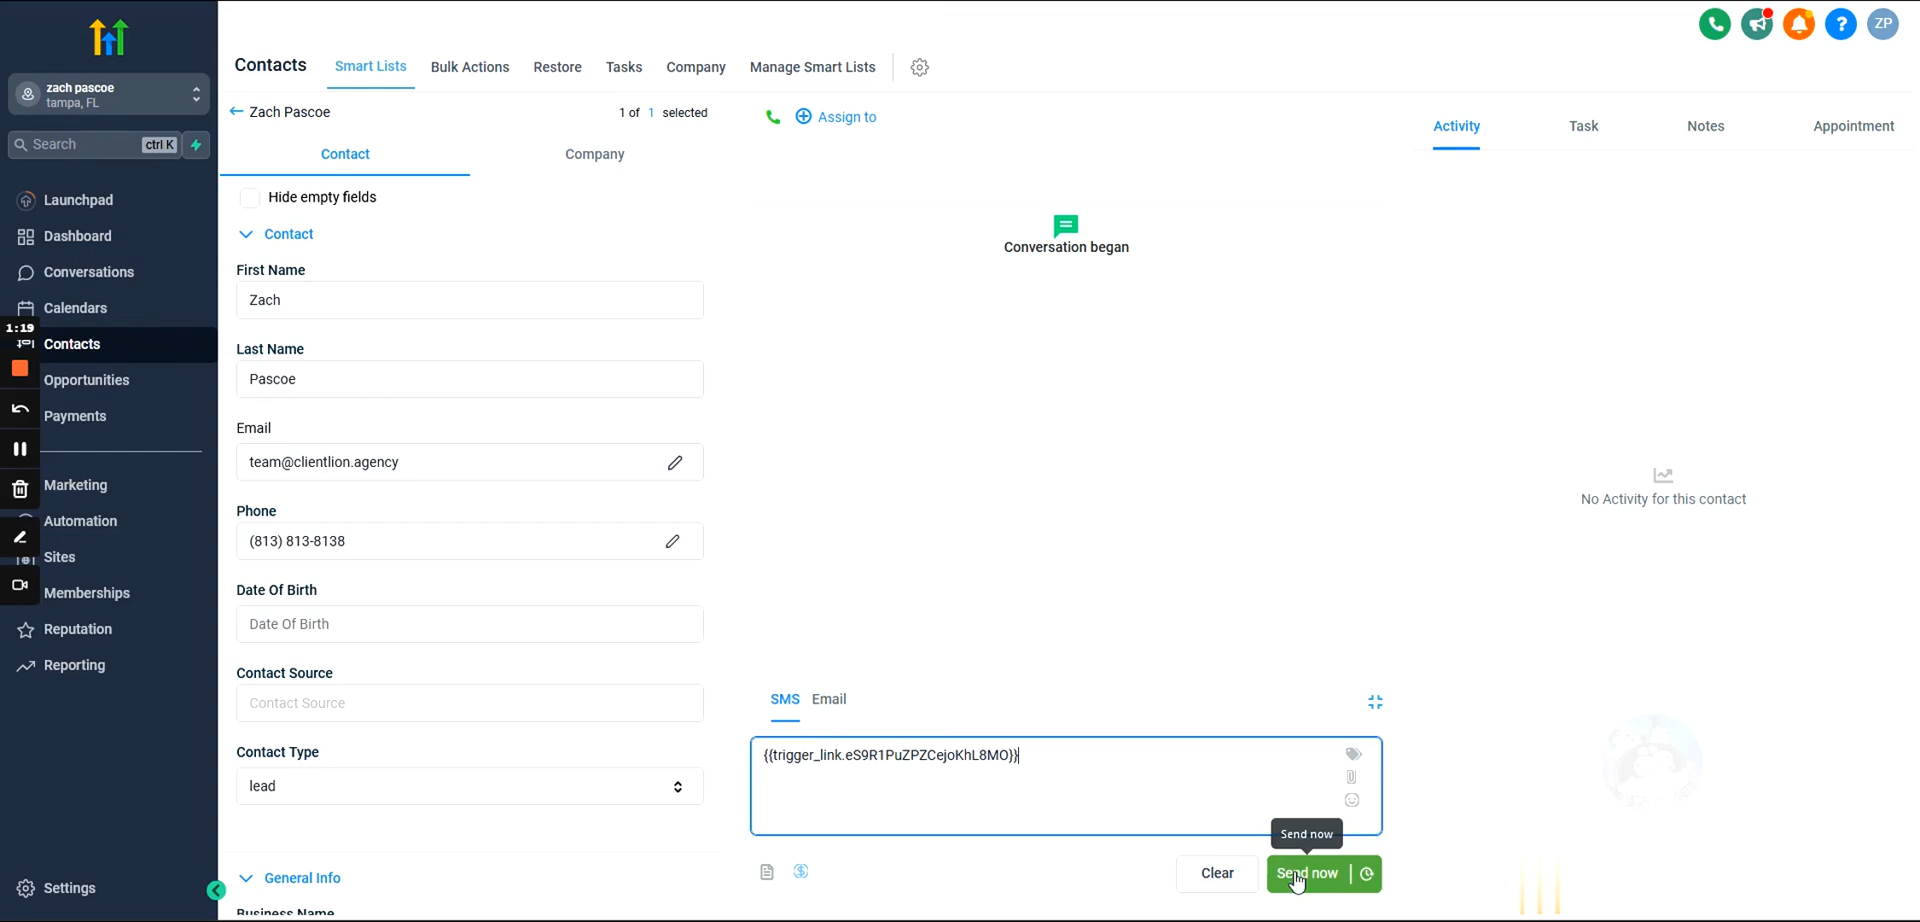 zach pascoe
tampa, FL
Search
ctrl K
Launchpad
Dashboard
Conversations
Calendars
1:19
Contacts
Opportunities
Payments
Marketing
Automation
Sites
Memberships
Reputation
Reporting
Settings
Contacts
Smart Lists
Bulk Actions
Restore
Tasks
Company
Manage Smart Lists
?
ZP
Zach Pascoe
1 of 1 selected
Contact
Company
Hide empty fields
Contact
First Name
Zach
Last Name
Pascoe
Email
team@clientlion.agency
Phone
(813) 813-8138
Date Of Birth
Date Of Birth
Contact Source
Contact Source
Contact Type
lead
General Info
Business Name
Assign to
Conversation began
SMS
Email
{{trigger_link.eS9R1PuZPZCejoKhL8MO}}
Send now
Clear
Send now
Activity
Task
Notes
Appointment
No Activity for this contact